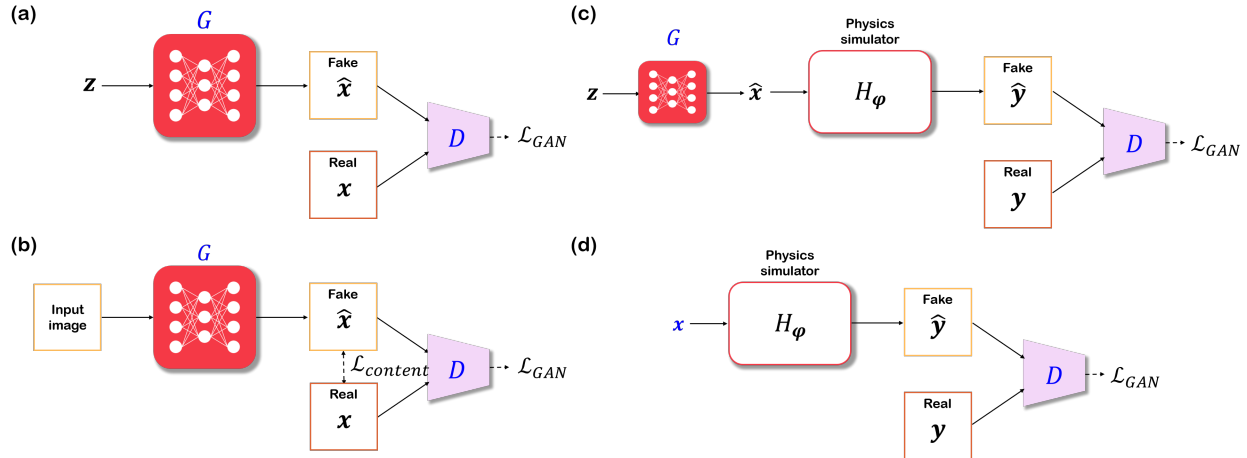 (a)
G
z
Fake
x̂
Real
x
D
ℒ_GAN
(b)
G
Input
image
Fake
x̂
ℒ_content
Real
x
D
ℒ_GAN
(c)
G
z
x̂
Physics
simulator
H_φ
Fake
ŷ
Real
y
D
ℒ_GAN
(d)
Physics
simulator
x
H_φ
Fake
ŷ
Real
y
D
ℒ_GAN